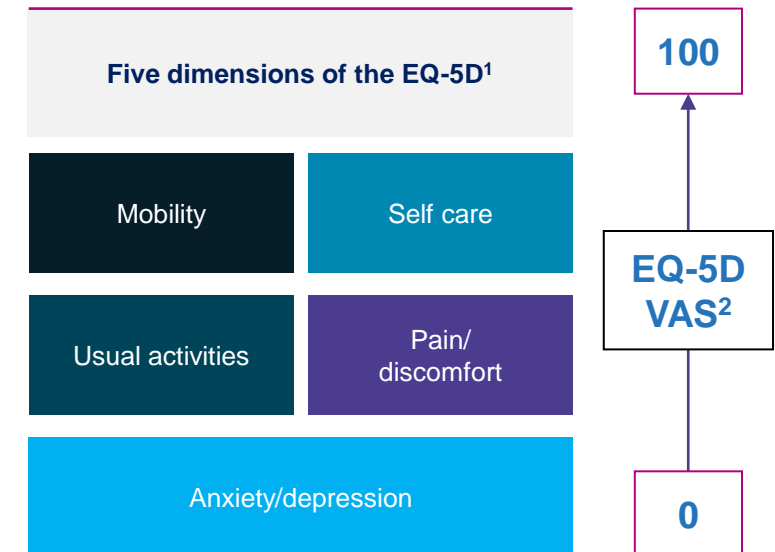 Five dimensions of the EQ-5D¹
Mobility
Self care
Usual activities
Pain/
discomfort
Anxiety/depression
100
EQ-5D
VAS²
0